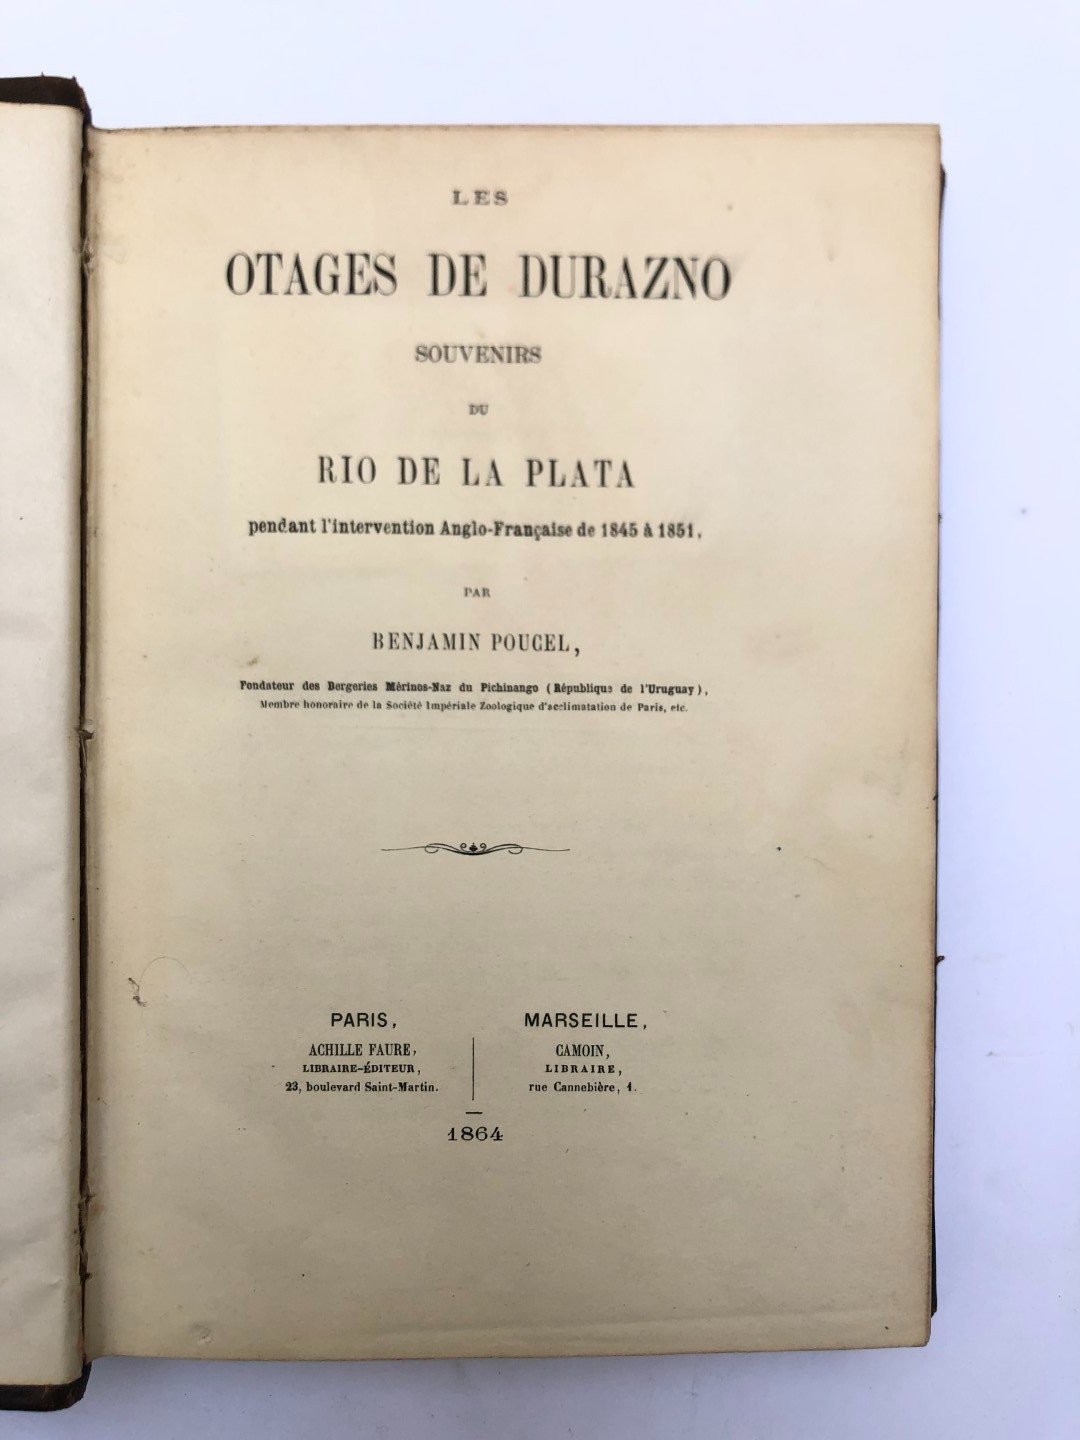 LES
OTAGES DE DURAZNO
SOUVENIRS
DU
RIO DE LA PLATA
pendant l'intervention Anglo-Française de 1845 à 1851,
PAR
BENJAMIN POUCEL,
Fondateur des Bergeries Mérinos-Naz du Pichinango (République de l'Uruguay),
Membre honoraire de la Société Impériale Zoologique d'acclimatation de Paris, etc.
PARIS,
ACHILLE FAURE,
LIBRAIRE-ÉDITEUR,
23, boulevard Saint-Martin.
MARSEILLE,
CAMOIN,
LIBRAIRE,
rue Cannebière, 1.
1864